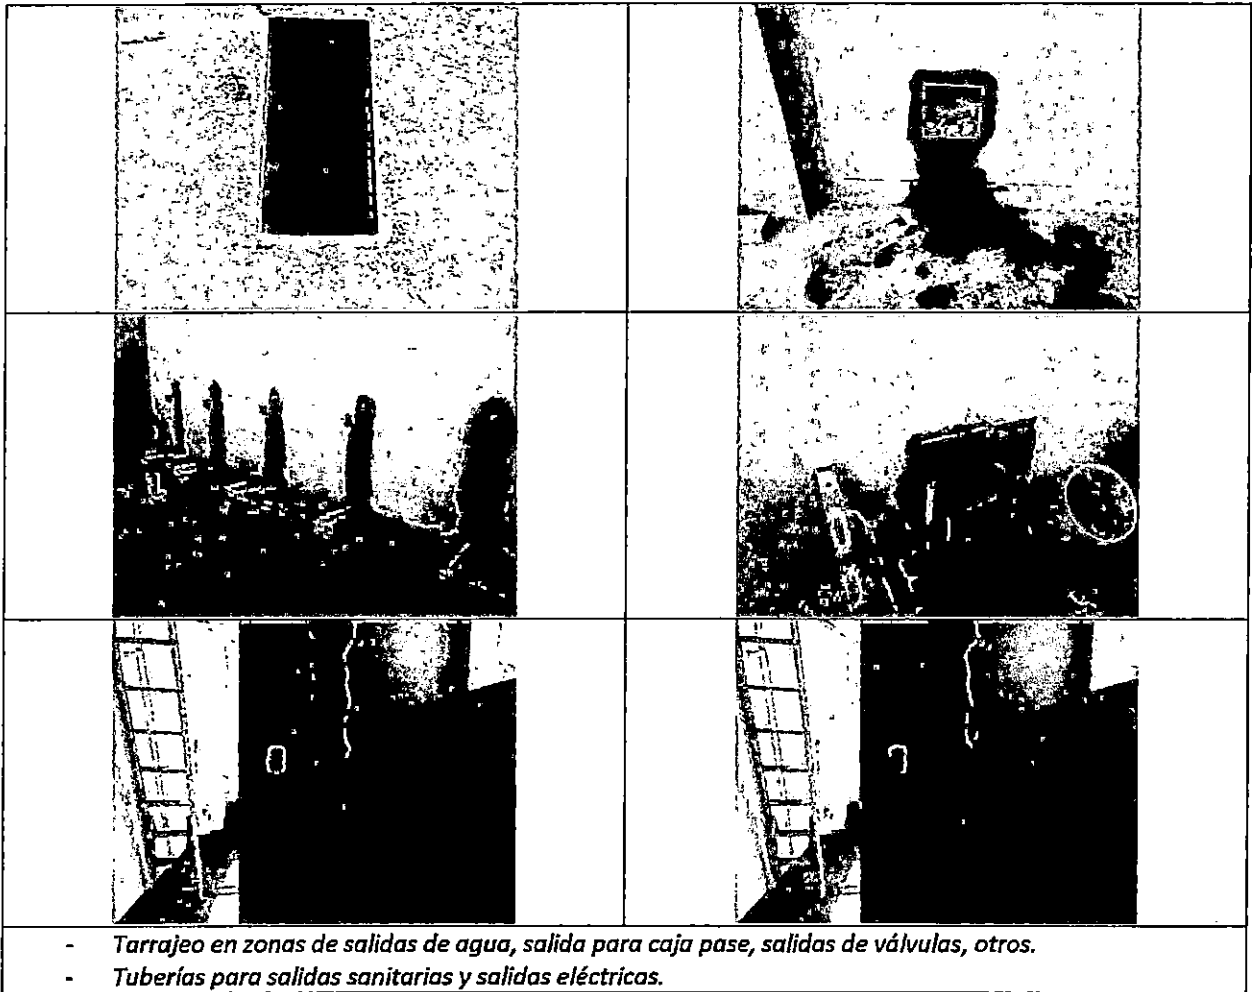 - Tarrajeo en zonas de salidas de agua, salida para caja pase, salidas de válvulas, otros.
- Tuberías para salidas sanitarias y salidas eléctricas.